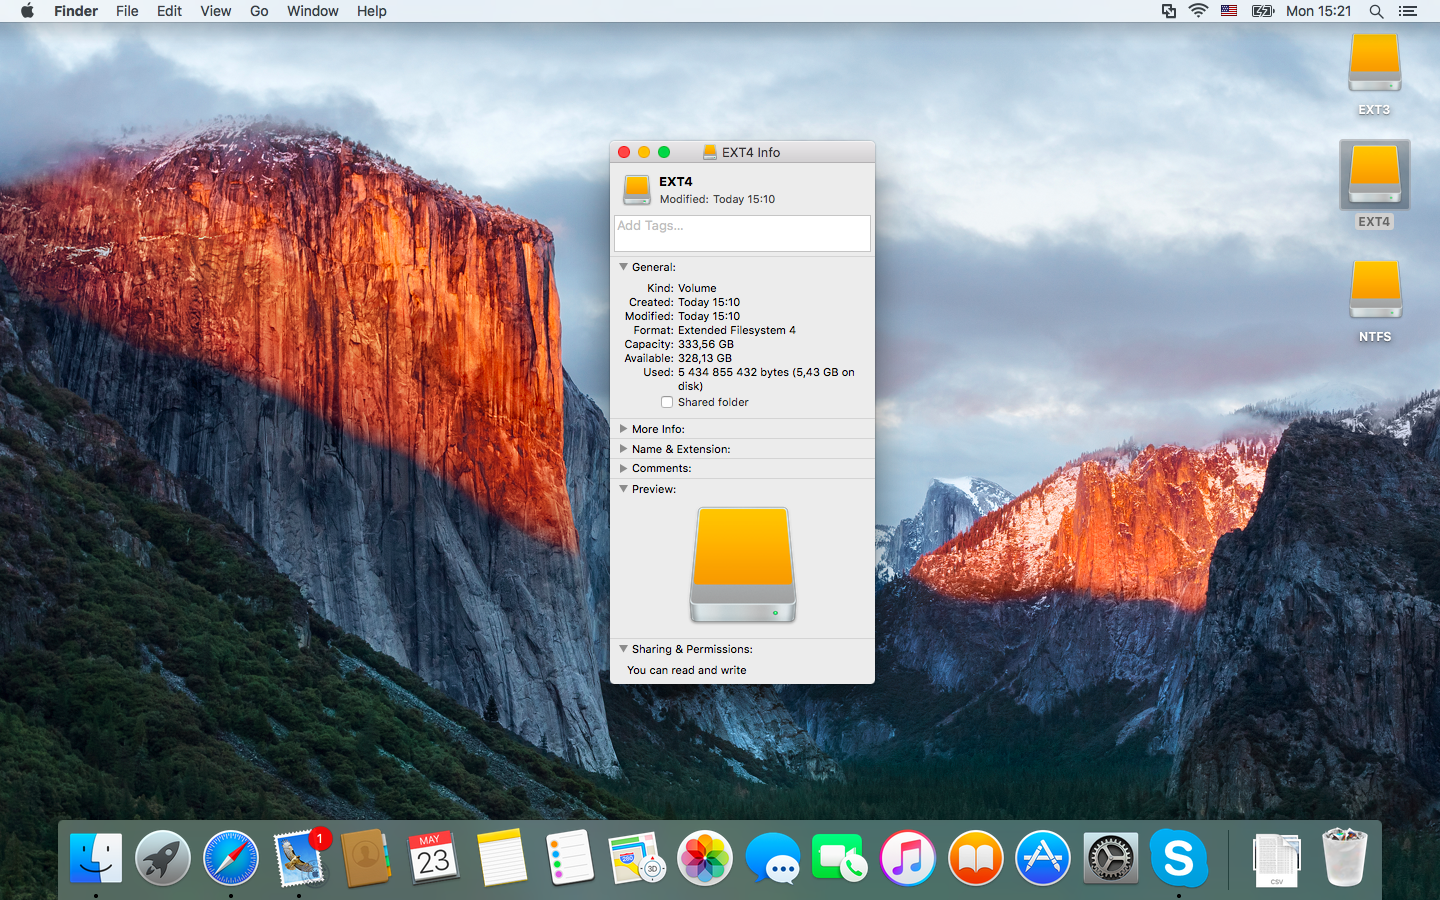 Finder File Edit View Go Window Help Mon 15:21
EXT3
EXT4
NTFS
EXT4 Info
EXT4
Modified: Today 15:10
Add Tags...
General:
Kind: Volume
Created: Today 15:10
Modified: Today 15:10
Format: Extended Filesystem 4
Capacity: 333,56 GB
Available: 328,13 GB
Used: 5 434 855 432 bytes (5,43 GB on
disk)
Shared folder
More Info:
Name & Extension:
Comments:
Preview:
Sharing & Permissions:
You can read and write
1
MAY
23
280
3D
S
CSV